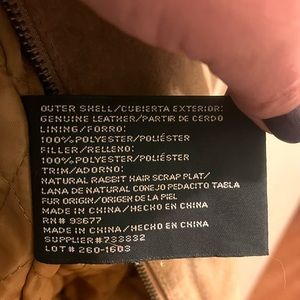 OUTER SHELL/CUBIERTA EXTERIOR:
GENUINE LEATHER/PARTIR DE CERDO
LINING/FORRO:
100%POLYESTER/POLIÉSTER
FILLER/RELLENO:
100%POLYESTER/POLIÉSTER
TRIM/ADORNO:
NATURAL RABBIT HAIR SCRAP PLAT/
LANA DE NATURAL CONEJO PEDACITO TABLA
FUR ORIGIN/ORIGEN DE LA PIEL
MADE IN CHINA/HECHO EN CHINA
RN# 93677
MADE IN CHINA/HECHO EN CHINA
SUPPLIER#733832
LOT# 260-1603